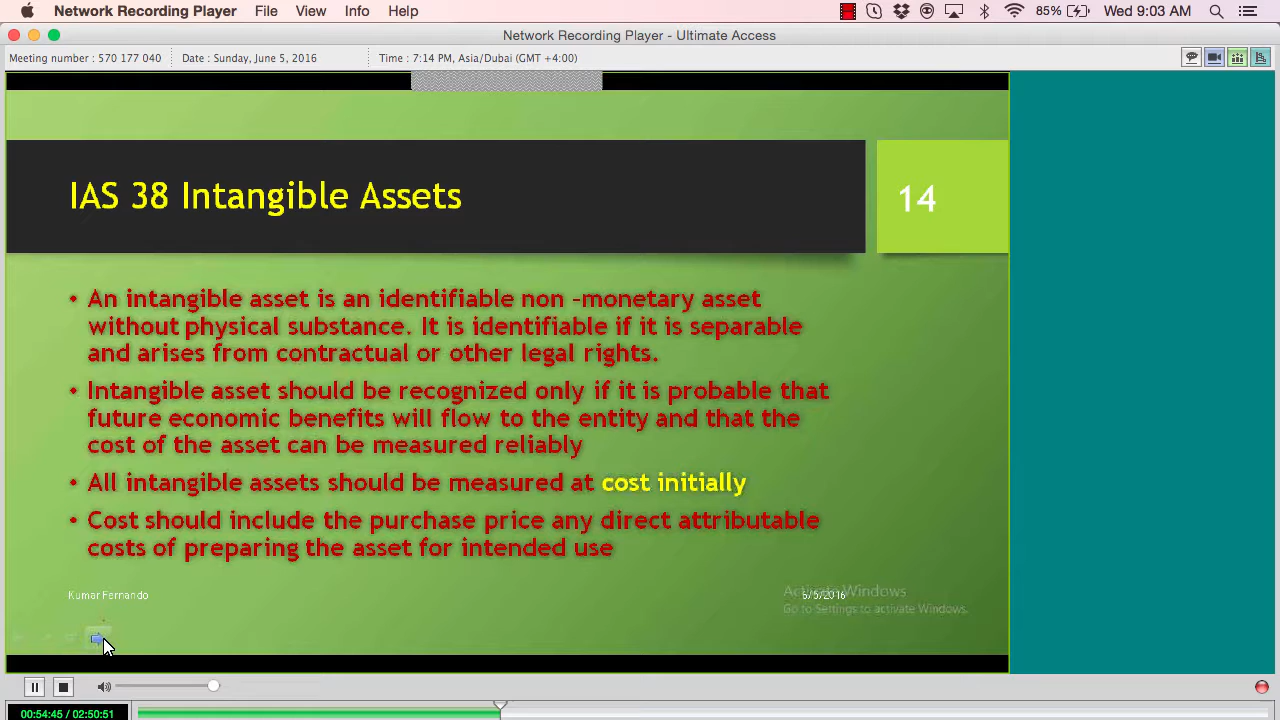 Network Recording Player File View Info Help 85% Wed 9:03 AM
Network Recording Player - Ultimate Access
Meeting number : 570 177 040 Date : Sunday, June 5, 2016 Time : 7:14 PM, Asia/Dubai (GMT +4:00)
IAS 38 Intangible Assets
14
• An intangible asset is an identifiable non –monetary asset
without physical substance. It is identifiable if it is separable
and arises from contractual or other legal rights.
• Intangible asset should be recognized only if it is probable that
future economic benefits will flow to the entity and that the
cost of the asset can be measured reliably
• All intangible assets should be measured at cost initially
• Cost should include the purchase price any direct attributable
costs of preparing the asset for intended use
Kumar Fernando
6/5/2016
Activate Windows
Go to Settings to activate Windows.
00:54:45 / 02:50:51